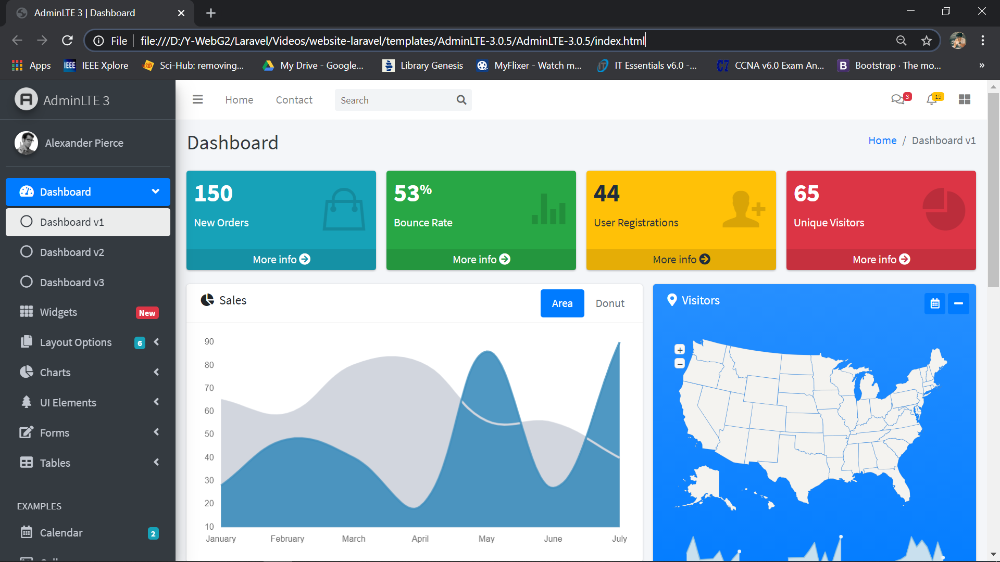 AdminLTE 3 | Dashboard
File
file:///D:/Y-WebG2/Laravel/Videos/website-laravel/templates/AdminLTE-3.0.5/AdminLTE-3.0.5/index.html
Apps
IEEE
IEEE Xplore
Sci-Hub: removing...
My Drive - Google...
Library Genesis
MyFlixer - Watch m...
IT Essentials v6.0 -...
CCNA v6.0 Exam An...
B
Bootstrap · The mo...
»
A
AdminLTE 3
Home
Contact
Search
3
15
Alexander Pierce
Dashboard
Home / Dashboard v1
Dashboard
Dashboard v1
Dashboard v2
Dashboard v3
Widgets
New
Layout Options
6
Charts
UI Elements
Forms
Tables
EXAMPLES
Calendar
2
150
New Orders
More info
53%
Bounce Rate
More info
44
User Registrations
More info
65
Unique Visitors
More info
Sales
Area
Donut
90
80
70
60
50
40
30
20
10
January
February
March
April
May
June
July
Visitors
+
−